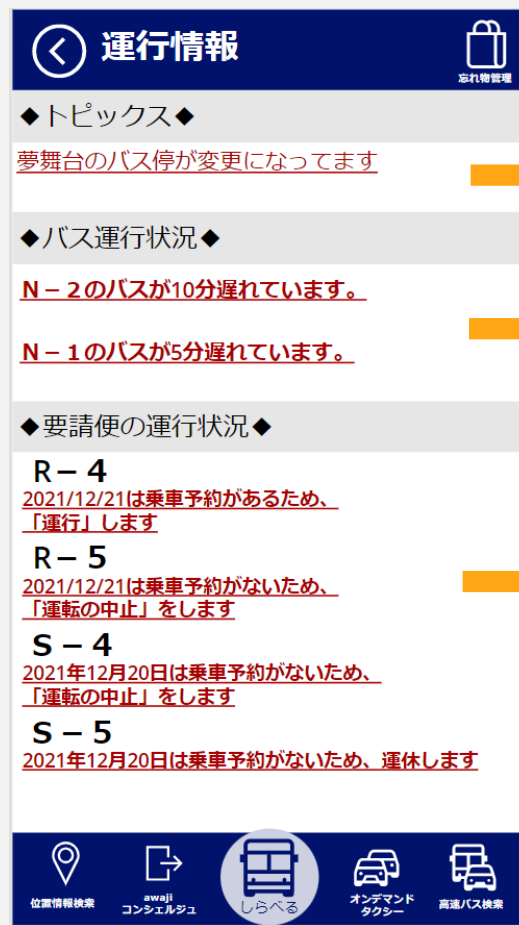 運行情報
忘れ物管理
◆トピックス◆
夢舞台のバス停が変更になってます
◆バス運行状況◆
N－２のバスが10分遅れています。
N－１のバスが5分遅れています。
◆要請便の運行状況◆
R－４
2021/12/21は乗車予約があるため、
「運行」します
R－５
2021/12/21は乗車予約がないため、
「運転の中止」をします
S－４
2021年12月20日は乗車予約がないため、
「運転の中止」をします
S－５
2021年12月20日は乗車予約がないため、運休します
位置情報検索
awaji
コンシェルジュ
しらべる
オンデマンド
タクシー
高速バス検索